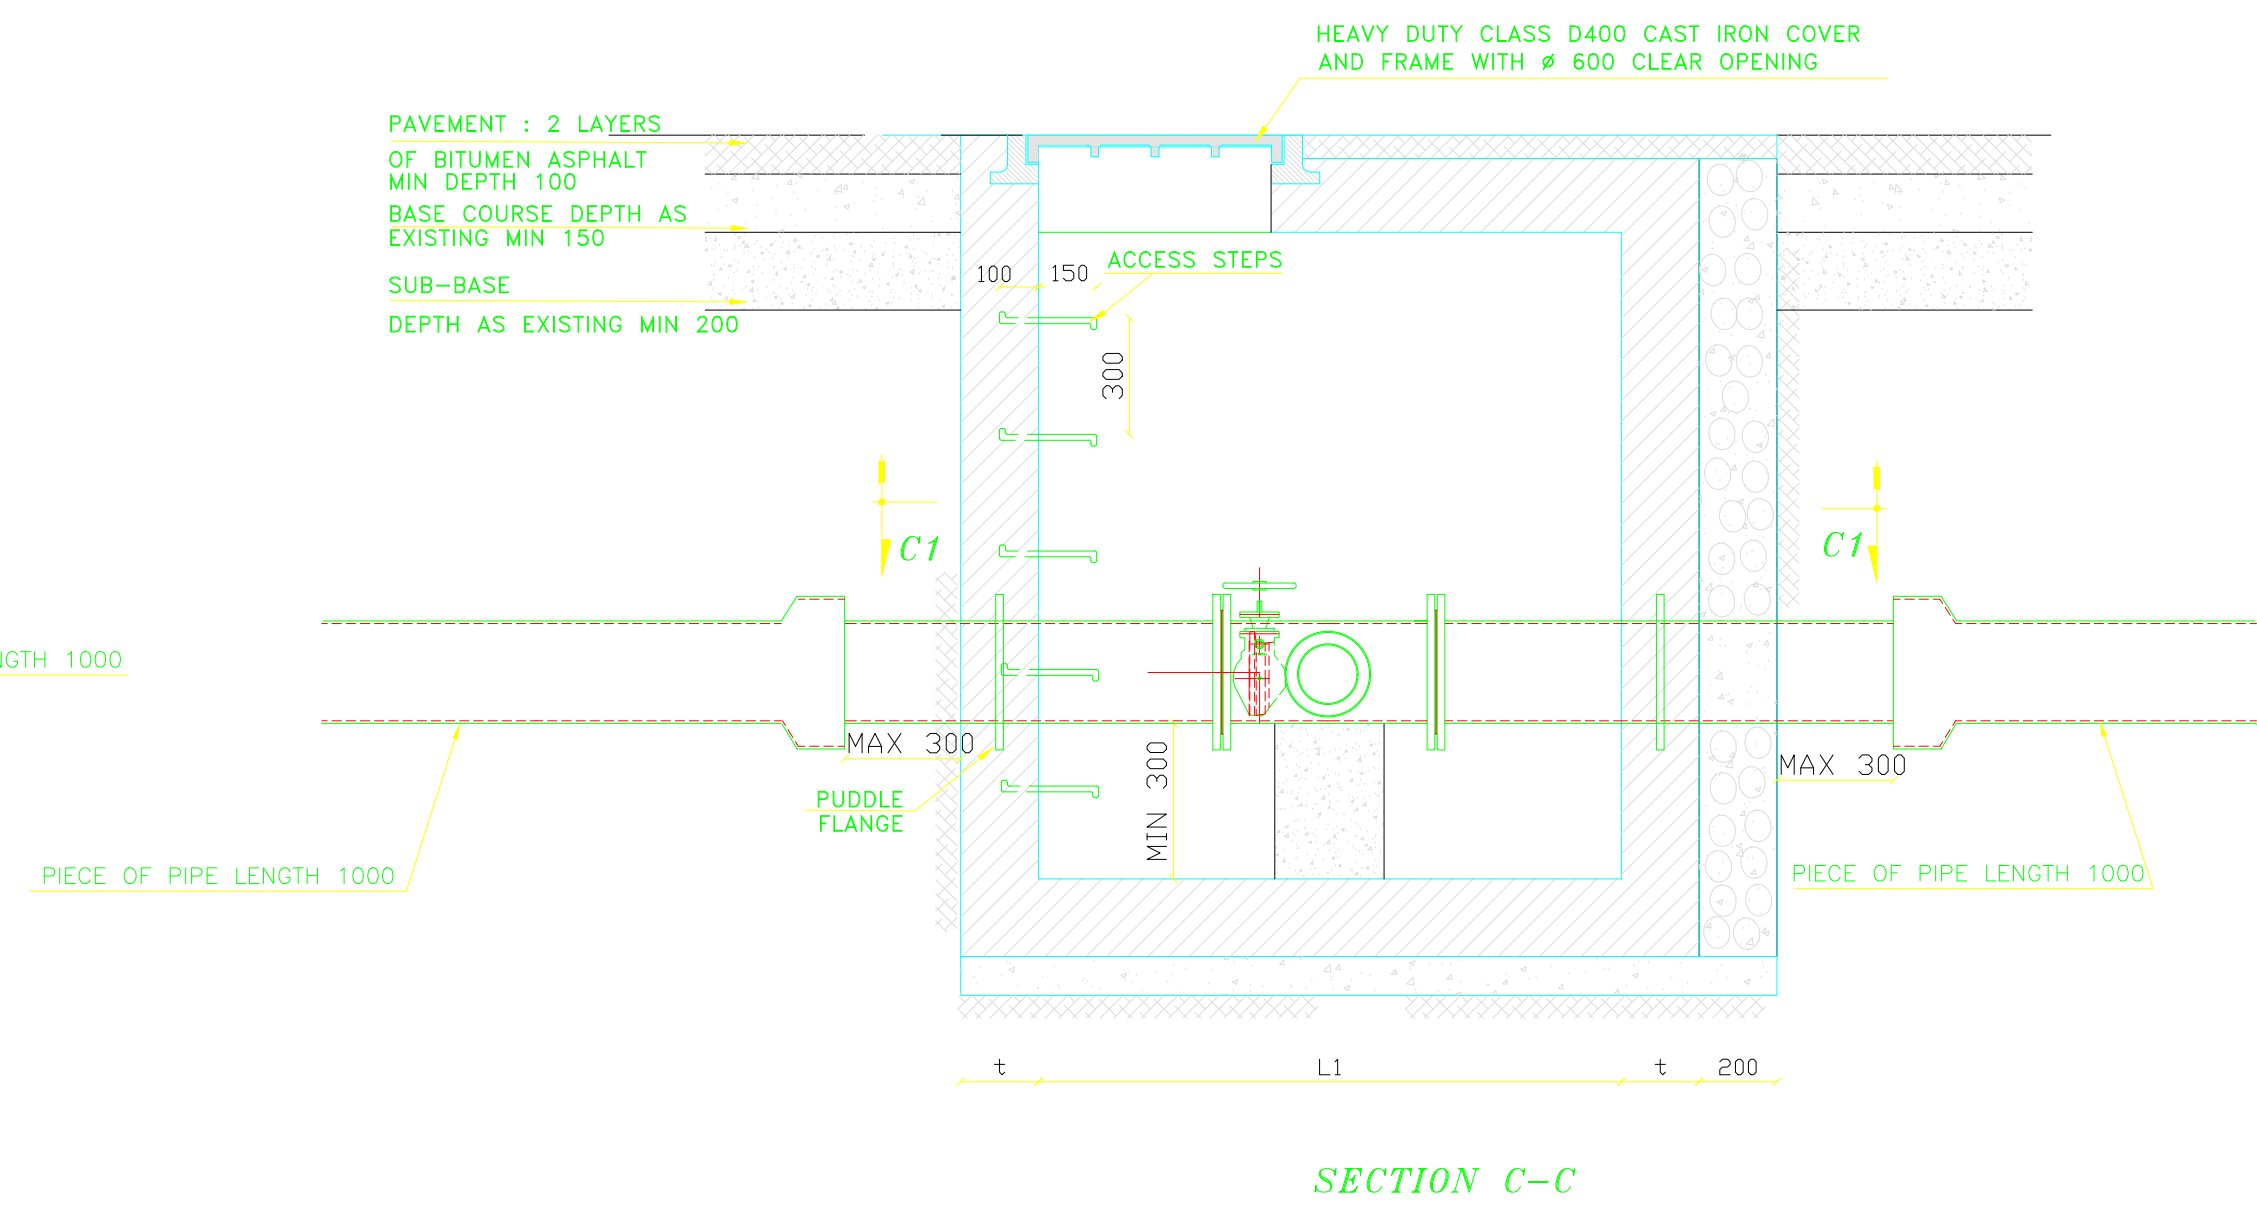 HEAVY DUTY CLASS D400 CAST IRON COVER
AND FRAME WITH ø 600 CLEAR OPENING
PAVEMENT : 2 LAYERS
OF BITUMEN ASPHALT
MIN DEPTH 100
BASE COURSE DEPTH AS
EXISTING MIN 150
SUB-BASE
DEPTH AS EXISTING MIN 200
100
150
ACCESS STEPS
300
C1
C1
NGTH 1000
MAX 300
MIN 300
MAX 300
PUDDLE
FLANGE
PIECE OF PIPE LENGTH 1000
PIECE OF PIPE LENGTH 1000
t
L1
t
200
SECTION C-C